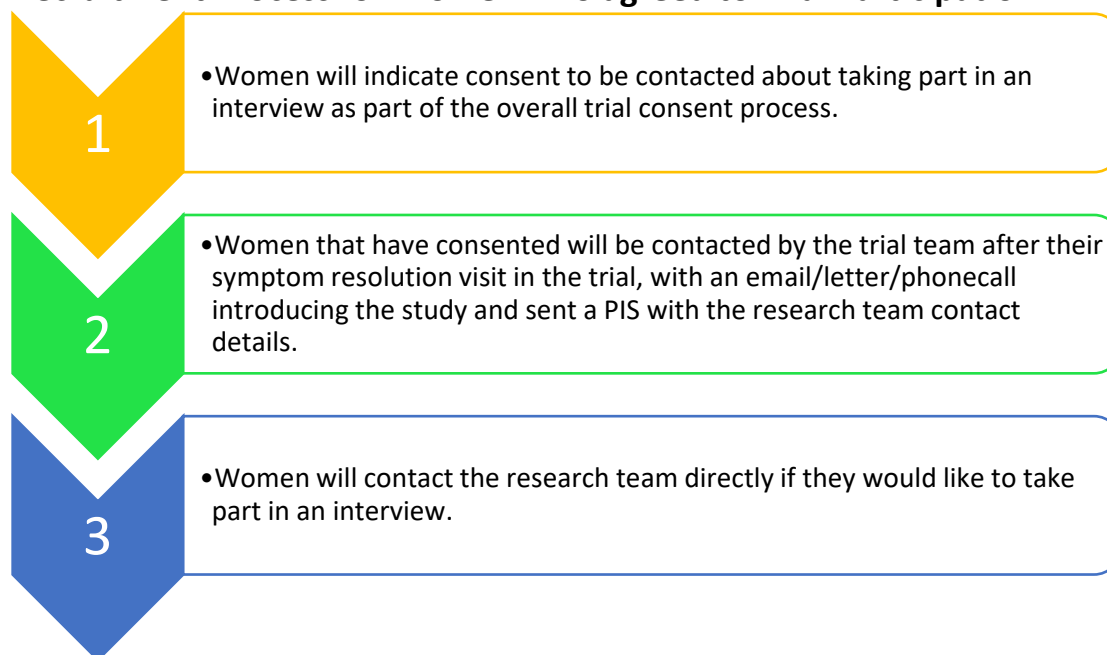 agreed to
1
•Women will indicate consent to be contacted about taking part in an
interview as part of the overall trial consent process.
2
•Women that have consented will be contacted by the trial team after their
symptom resolution visit in the trial, with an email/letter/phonecall
introducing the study and sent a PIS with the research team contact
details.
3
•Women will contact the research team directly if they would like to take
part in an interview.